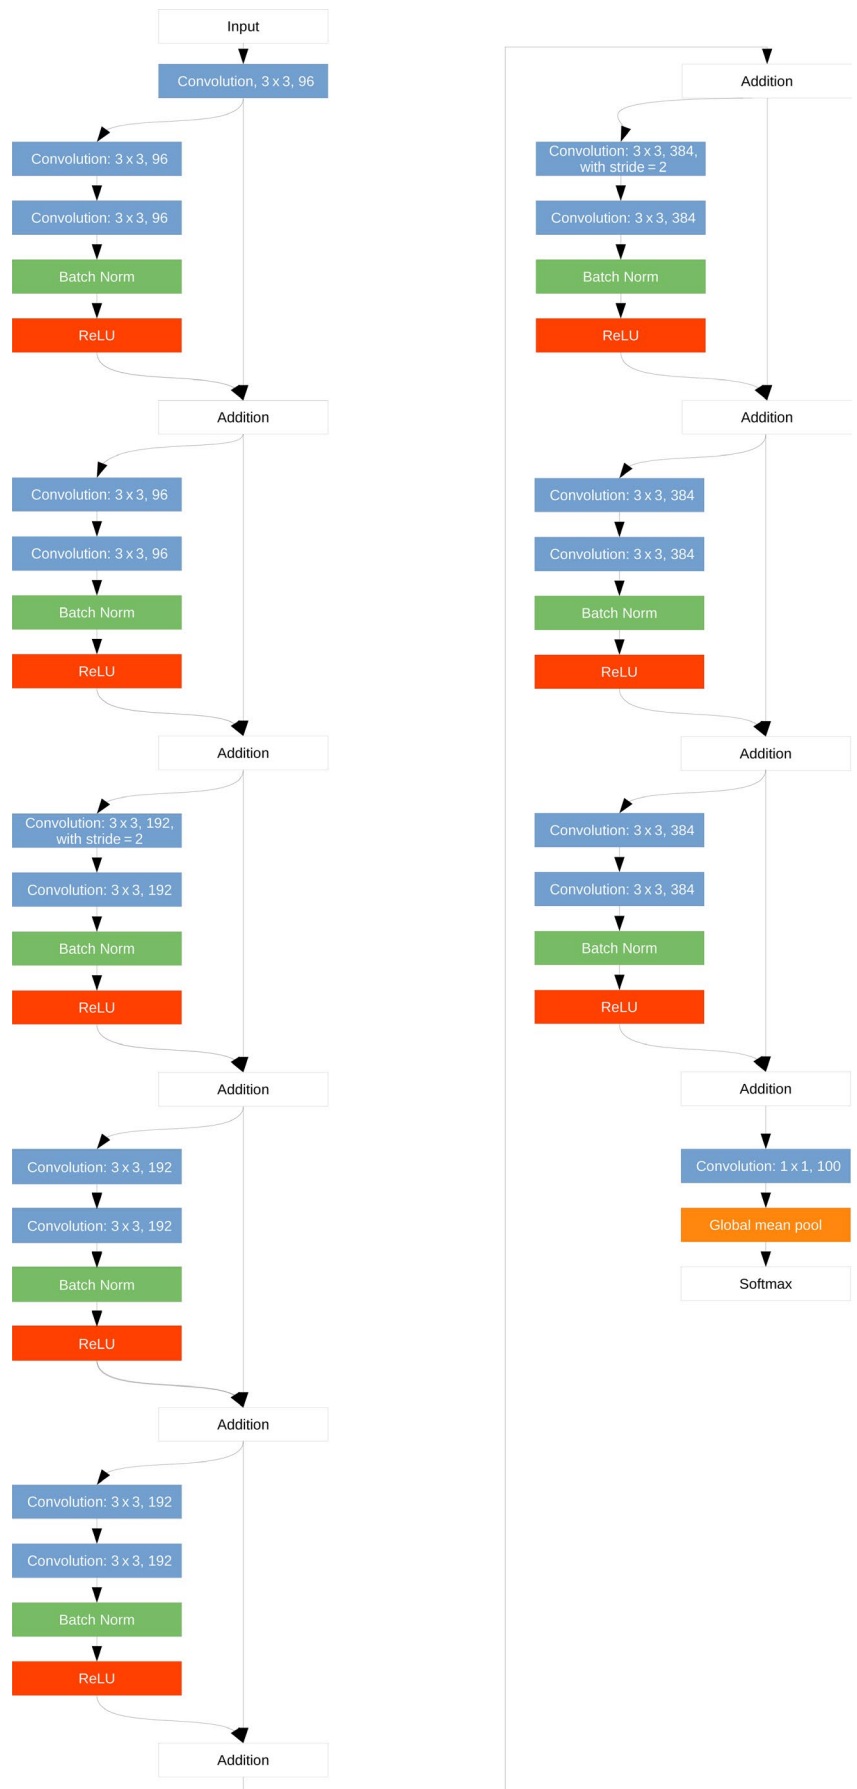 Input
Convolution, 3 x 3, 96
Convolution: 3 x 3, 96
Convolution: 3 x 3, 96
Batch Norm
ReLU
Addition
Convolution: 3 x 3, 96
Convolution: 3 x 3, 96
Batch Norm
ReLU
Addition
Convolution: 3 x 3, 192,
with stride = 2
Convolution: 3 x 3, 192
Batch Norm
ReLU
Addition
Convolution: 3 x 3, 192
Convolution: 3 x 3, 192
Batch Norm
ReLU
Addition
Convolution: 3 x 3, 192
Convolution: 3 x 3, 192
Batch Norm
ReLU
Addition
Addition
Convolution: 3 x 3, 384,
with stride = 2
Convolution: 3 x 3, 384
Batch Norm
ReLU
Addition
Convolution: 3 x 3, 384
Convolution: 3 x 3, 384
Batch Norm
ReLU
Addition
Convolution: 3 x 3, 384
Convolution: 3 x 3, 384
Batch Norm
ReLU
Addition
Convolution: 1 x 1, 100
Global mean pool
Softmax